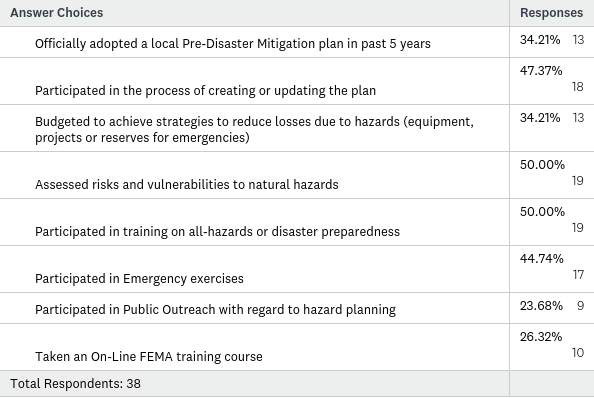 Answer Choices Responses
Officially adopted a local Pre-Disaster Mitigation plan in past 5 years 34.21% 13
47.37%
Participated in the process of creating or updating the plan 18
Budgeted to achieve strategies to reduce losses due to hazards (equipment, 34.21% 13
projects or reserves for emergencies)
50.00%
Assessed risks and vulnerabilities to natural hazards 19
50.00%
Participated in training on all-hazards or disaster preparedness 19
44.74%
Participated in Emergency exercises 17
Participated in Public Outreach with regard to hazard planning 23.68% 9
26.32%
Taken an On-Line FEMA training course 10
Total Respondents: 38